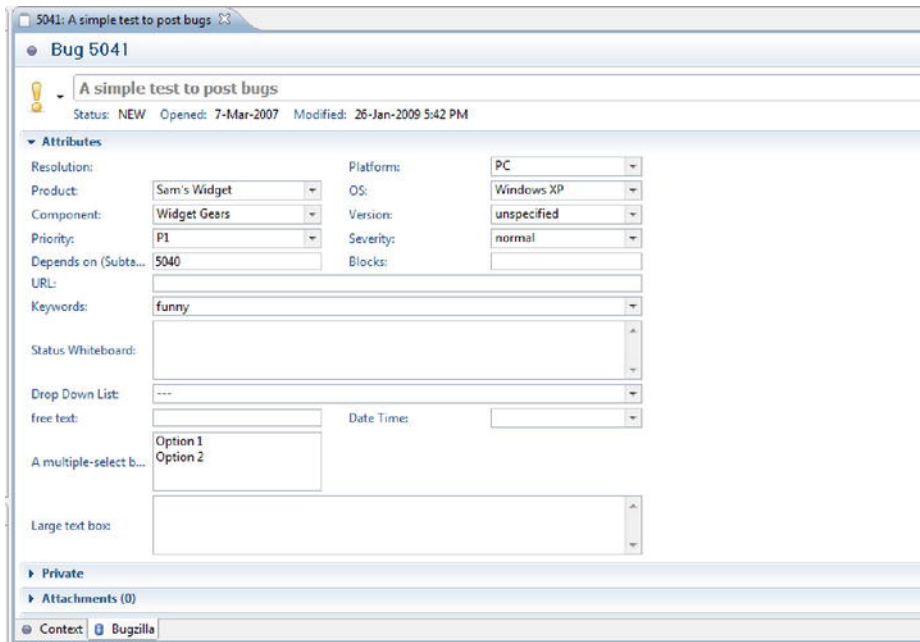 5041: A simple test to post bugs
Bug 5041
A simple test to post bugs
Status: NEW Opened: 7-Mar-2007 Modified: 26-Jan-2009 5:42 PM
Attributes
Resolution: Platform: PC
Product: Sam's Widget OS: Windows XP
Component: Widget Gears Version: unspecified
Priority: P1 Severity: normal
Depends on (Subta... 5040 Blocks:
URL:
Keywords: funny
Status Whiteboard:
Drop Down List: ---
free text: Date Time:
A multiple-select b... Option 1
Option 2
Large text box:
Private
Attachments (0)
Context Bugzilla